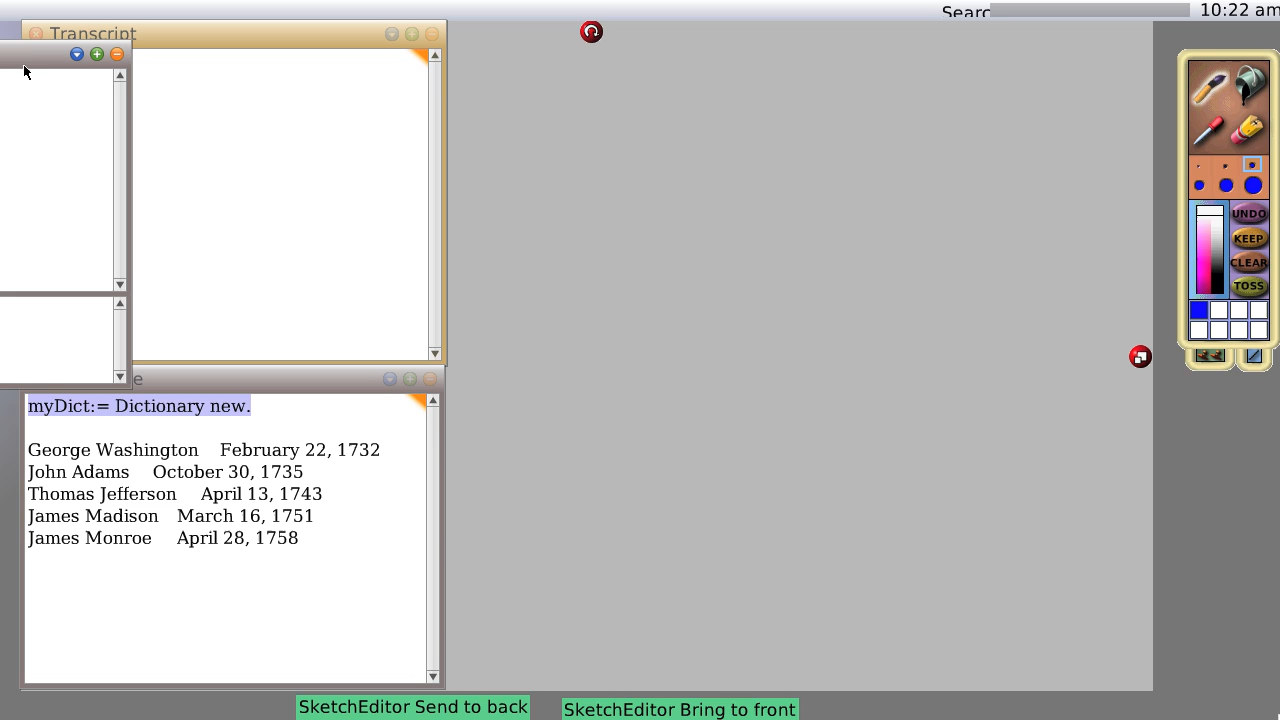 Searc
10:22 am
Transcript
UNDO
KEEP
CLEAR
TOSS
e
myDict:= Dictionary new.
George Washington February 22, 1732
John Adams October 30, 1735
Thomas Jefferson April 13, 1743
James Madison March 16, 1751
James Monroe April 28, 1758
SketchEditor Send to back
SketchEditor Bring to front